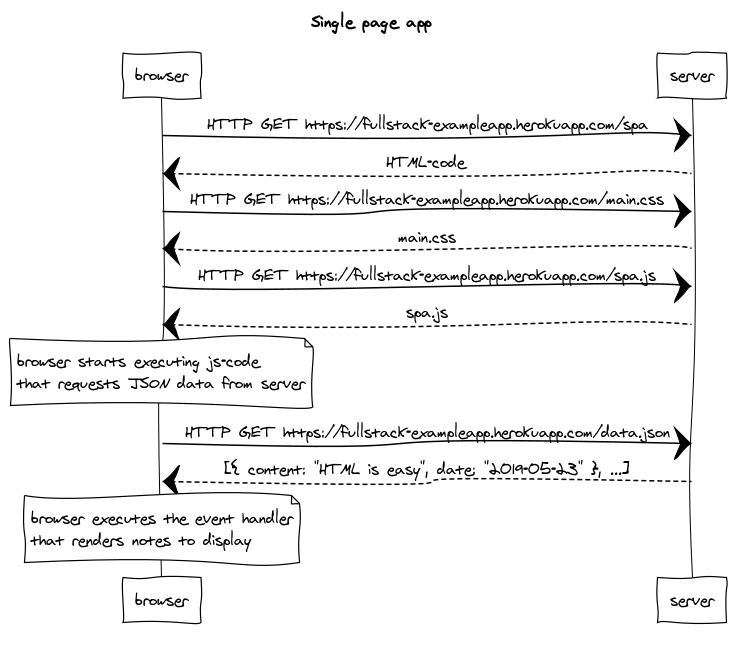 Single page app
browser
server
HTTP GET https://fullstack-exampleapp.herokuapp.com/spa
HTML-code
HTTP GET https://fullstack-exampleapp.herokuapp.com/main.css
main.css
HTTP GET https://fullstack-exampleapp.herokuapp.com/spa.js
spa.js
browser starts executing js-code
that requests JSON data from server
HTTP GET https://fullstack-exampleapp.herokuapp.com/data.json
[{ content: "HTML is easy", date: "2019-05-23" }, ...]
browser executes the event handler
that renders notes to display
browser
server